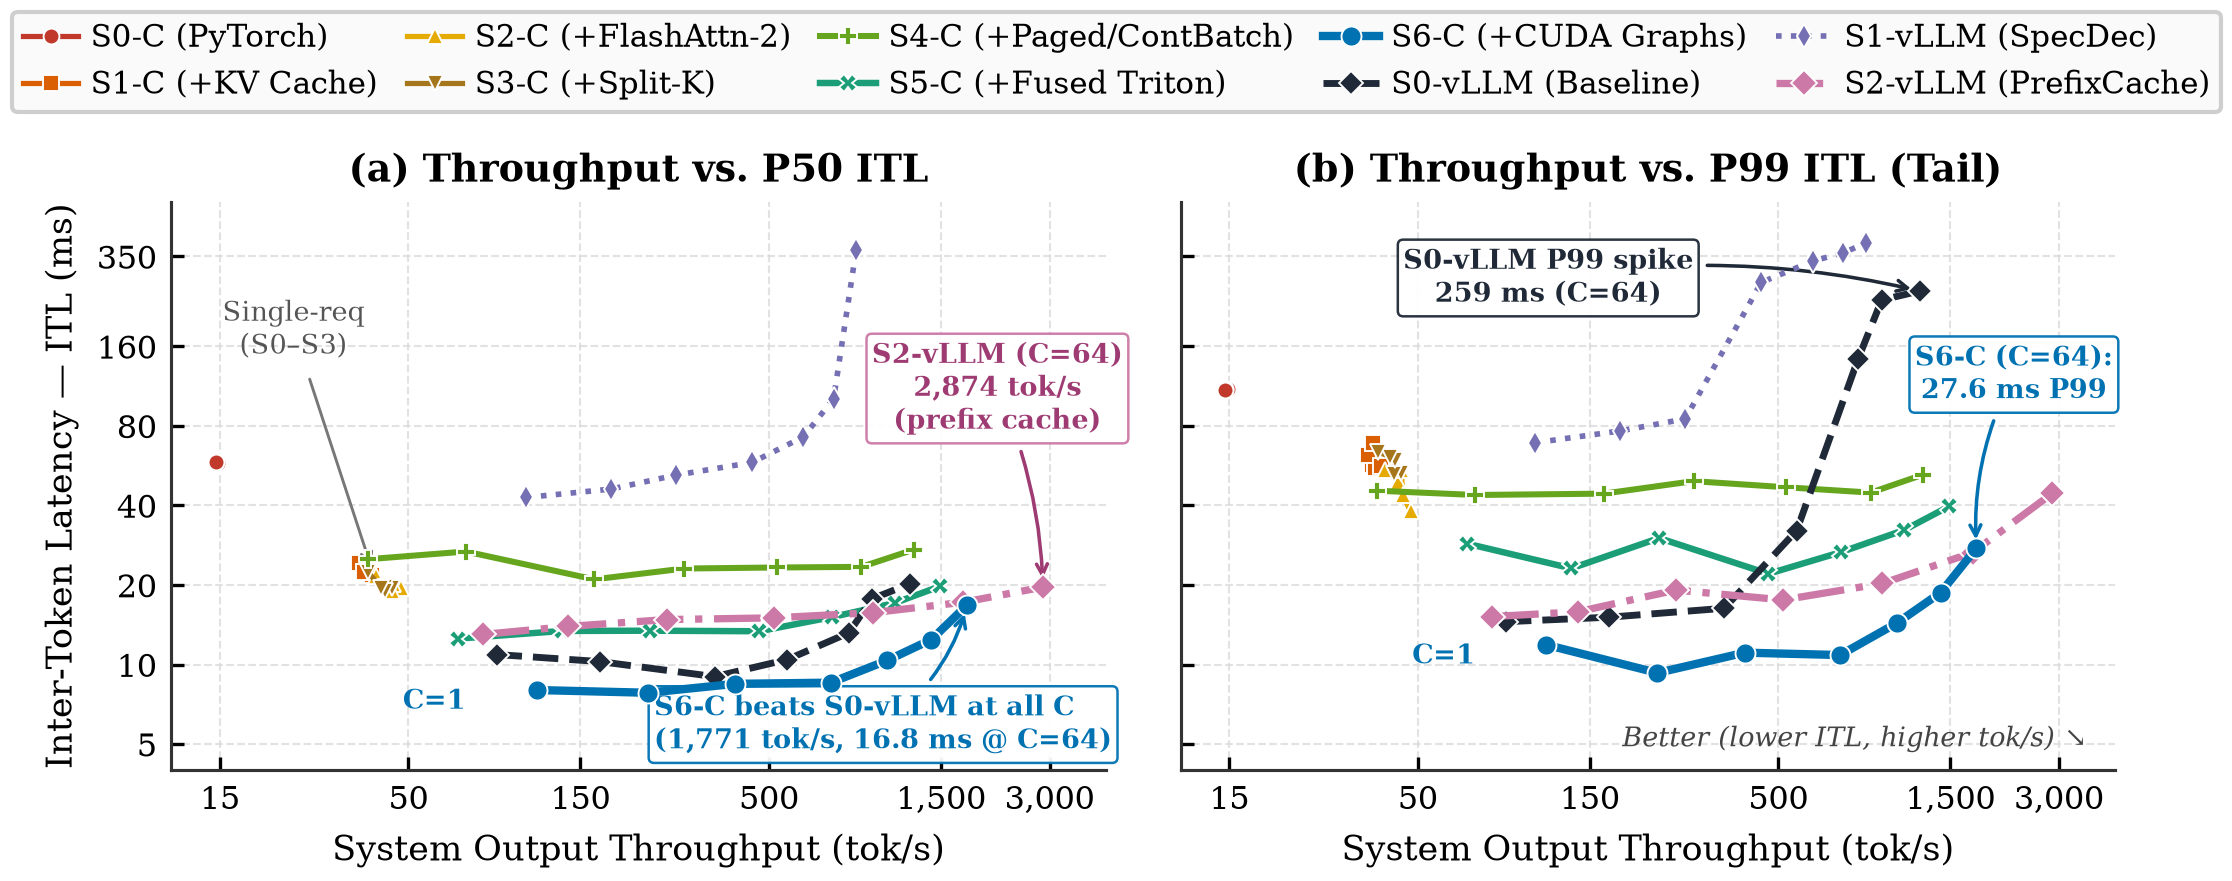 S0-C (PyTorch)
S2-C (+FlashAttn-2)
S4-C (+Paged/ContBatch)
S6-C (+CUDA Graphs)
S1-vLLM (SpecDec)
S1-C (+KV Cache)
S3-C (+Split-K)
S5-C (+Fused Triton)
S0-vLLM (Baseline)
S2-vLLM (PrefixCache)
(a) Throughput vs. P50 ITL
Inter-Token Latency — ITL (ms)
350
160
80
40
20
10
5
Single-req
(S0–S3)
S2-vLLM (C=64)
2,874 tok/s
(prefix cache)
C=1
S6-C beats S0-vLLM at all C
(1,771 tok/s, 16.8 ms @ C=64)
15
50
150
500
1,500
3,000
System Output Throughput (tok/s)
(b) Throughput vs. P99 ITL (Tail)
S0-vLLM P99 spike
259 ms (C=64)
S6-C (C=64):
27.6 ms P99
C=1
Better (lower ITL, higher tok/s) ↘
15
50
150
500
1,500
3,000
System Output Throughput (tok/s)